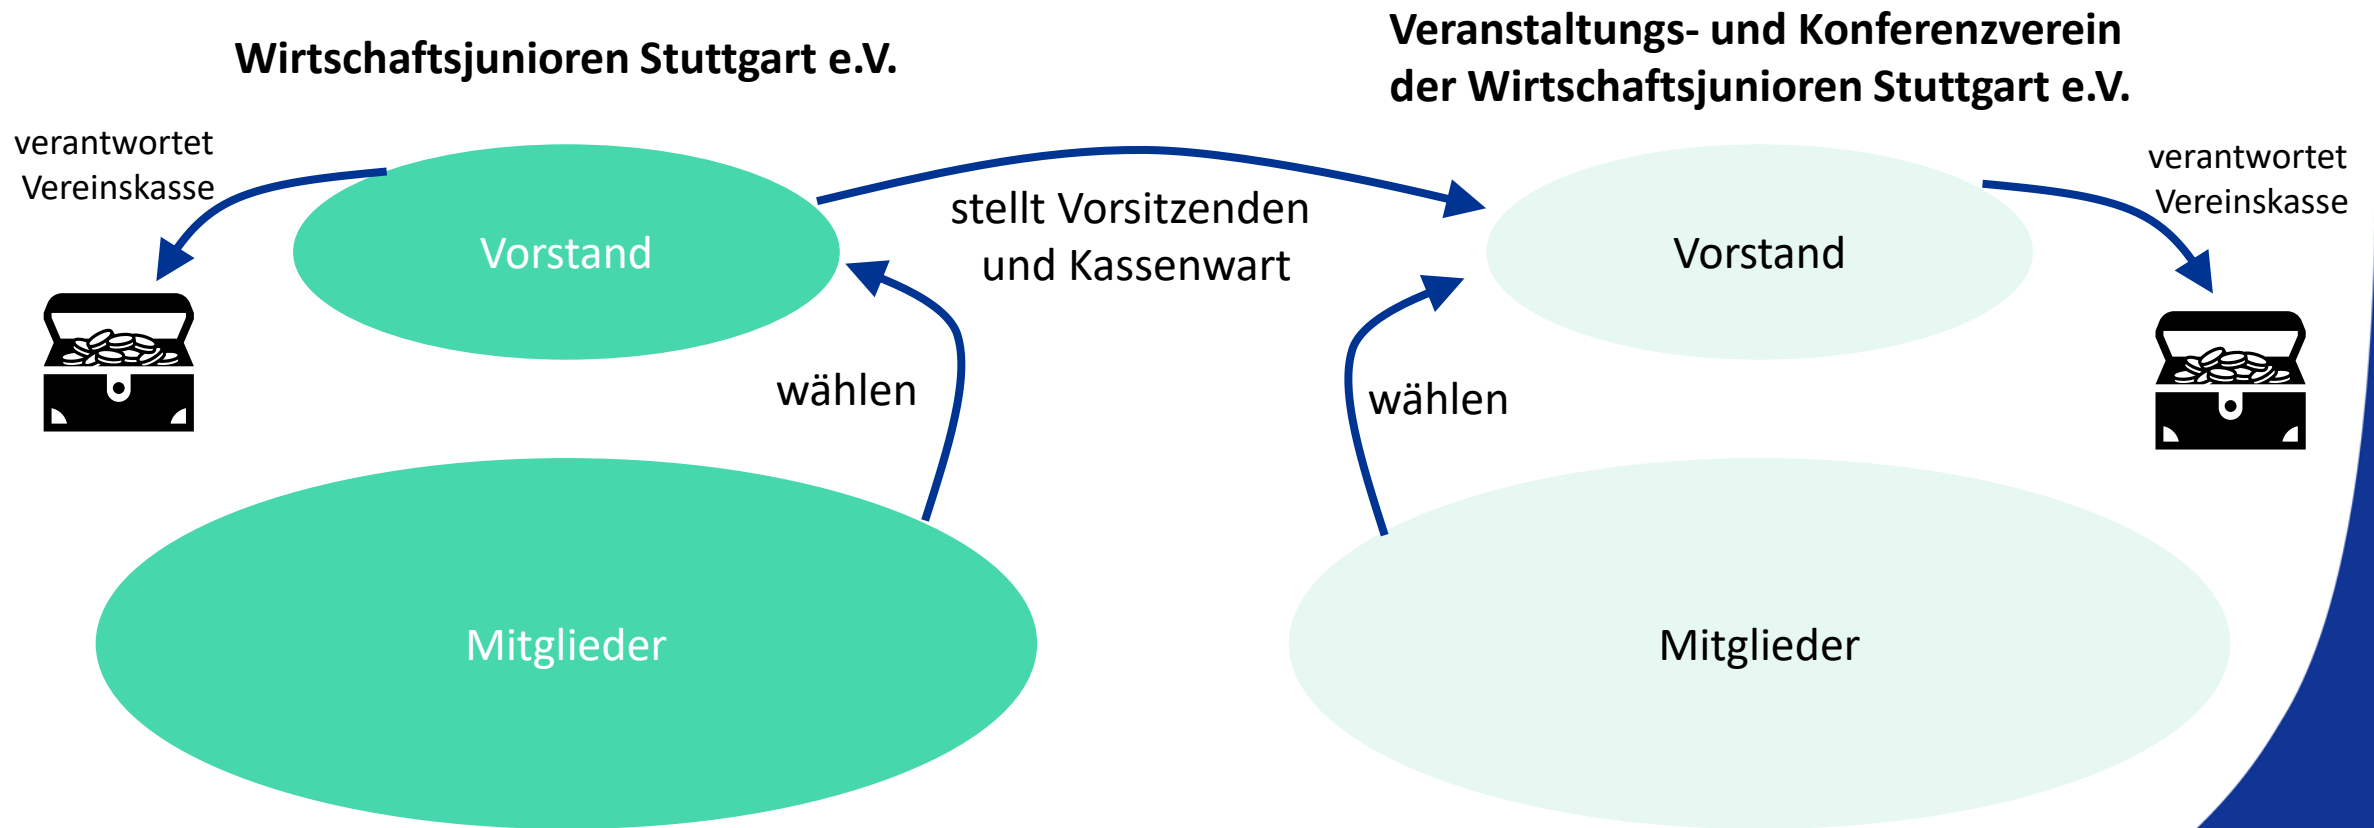 Wirtschaftsjunioren Stuttgart e.V.
Veranstaltungs- und Konferenzverein
der Wirtschaftsjunioren Stuttgart e.V.
verantwortet
Vereinskasse
Vorstand
stellt Vorsitzenden
und Kassenwart
Vorstand
verantwortet
Vereinskasse
wählen
wählen
Mitglieder
Mitglieder